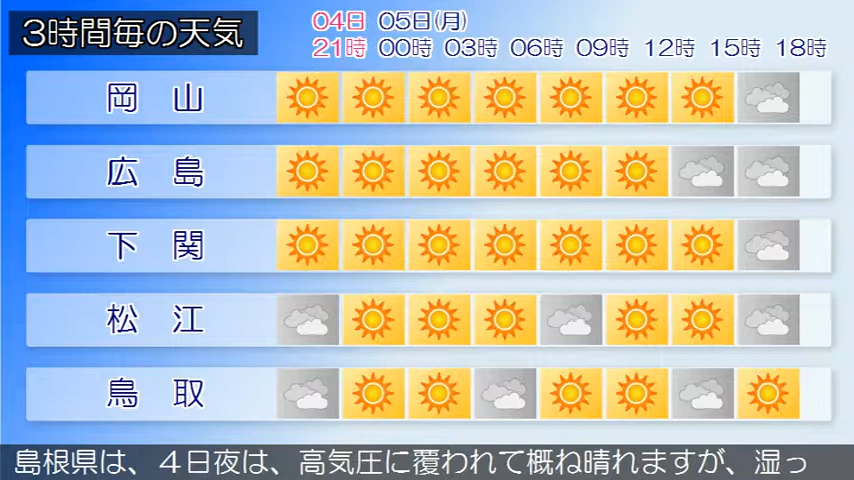 3時間毎の天気
04日 05日(月)
21時 00時 03時 06時 09時 12時 15時 18時
岡 山
広 島
下 関
松 江
鳥 取
島根県は、４日夜は、高気圧に覆われて概ね晴れますが、湿っ